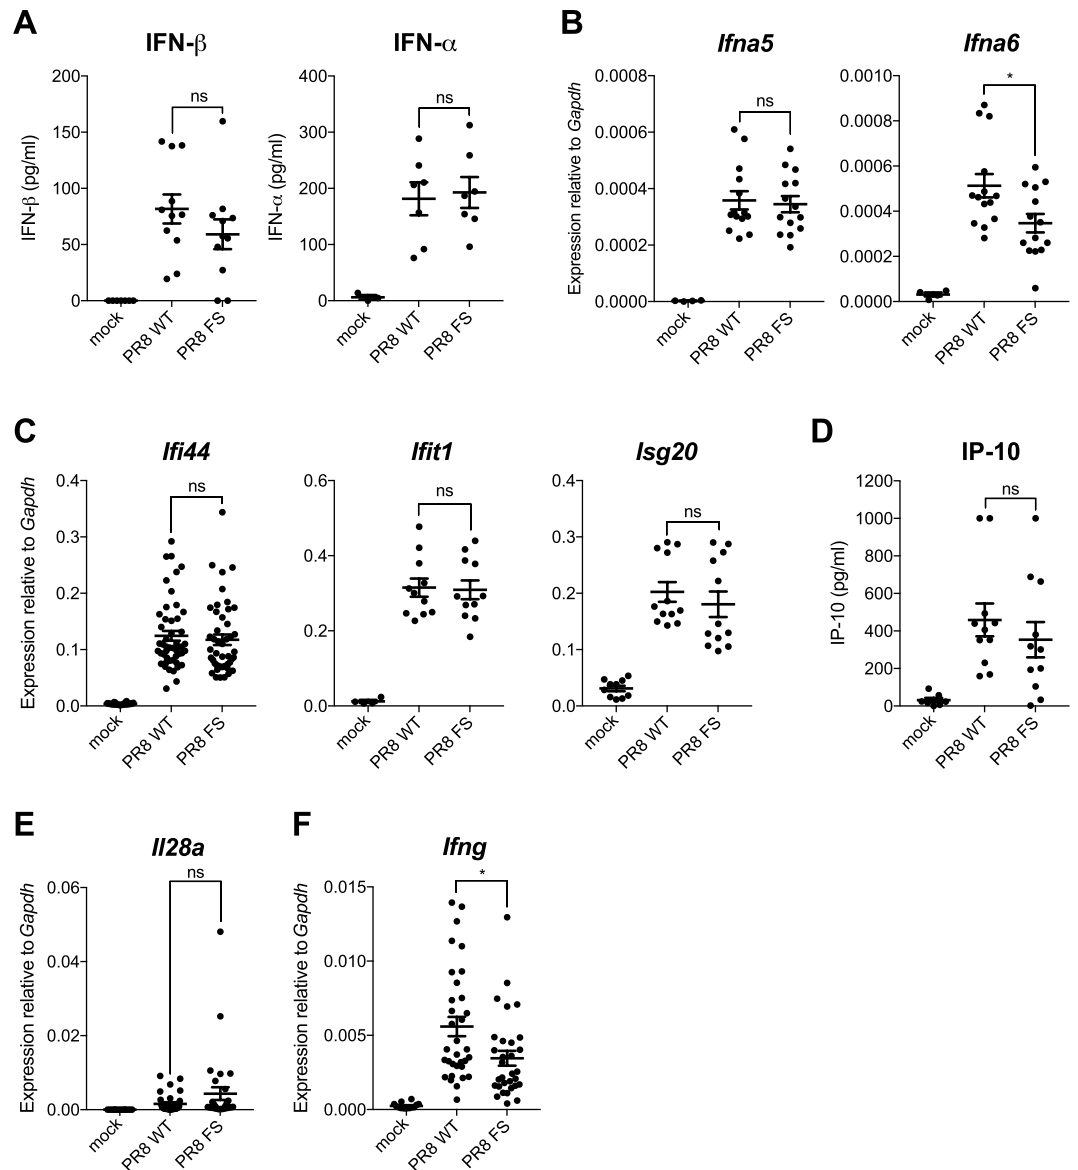 A
IFN-β
IFN-β (pg/ml)
200
150
100
50
0
ns
mock
PR8 WT
PR8 FS
IFN-α
IFN-α (pg/ml)
400
300
200
100
0
ns
mock
PR8 WT
PR8 FS
B
Ifna5
Expression relative to Gapdh
0.0008
0.0006
0.0004
0.0002
0.0000
ns
mock
PR8 WT
PR8 FS
Ifna6
0.0010
0.0008
0.0006
0.0004
0.0002
0.0000
*
mock
PR8 WT
PR8 FS
C
Ifi44
Expression relative to Gapdh
0.4
0.3
0.2
0.1
0.0
ns
mock
PR8 WT
PR8 FS
Ifit1
0.6
0.4
0.2
0.0
ns
mock
PR8 WT
PR8 FS
Isg20
0.4
0.3
0.2
0.1
0.0
ns
mock
PR8 WT
PR8 FS
D
IP-10
IP-10 (pg/ml)
1200
1000
800
600
400
200
0
ns
mock
PR8 WT
PR8 FS
E
Il28a
Expression relative to Gapdh
0.06
0.04
0.02
0.00
ns
mock
PR8 WT
PR8 FS
F
Ifng
Expression relative to Gapdh
0.015
0.010
0.005
0.000
*
mock
PR8 WT
PR8 FS